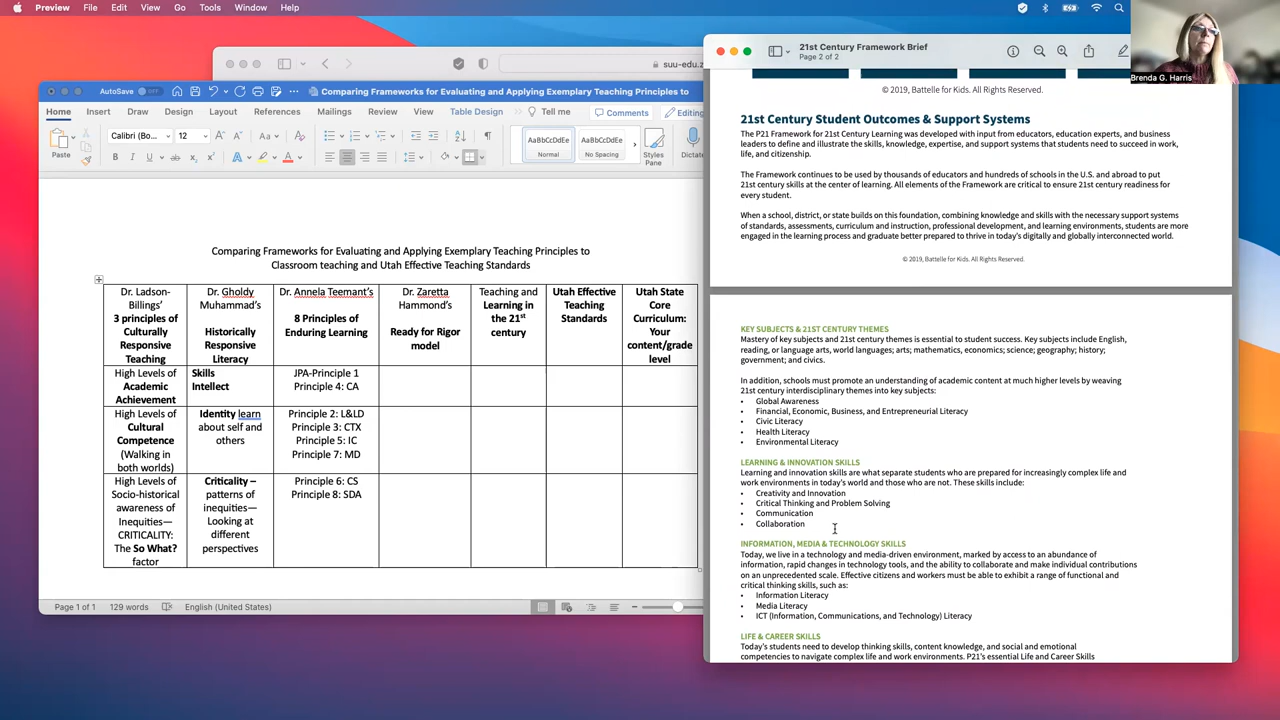 Preview File Edit View Go Tools Window Help
suu-edu.z
AutoSave OFF Comparing Frameworks for Evaluating and Applying Exemplary Teaching Principles to
Home Insert Draw Design Layout References Tell me Comments Editing
Paste Calibri (Bo... 12 AaBbCcDdEe Normal AaBbCcDdEe No Spacing Styles Pane Dictate
Comparing Frameworks for Evaluating and Applying Exemplary Teaching Principles to
Classroom teaching and Utah Effective Teaching Standards
Dr. Ladson-
Billings’
3 principles of
Culturally
Responsive
Teaching
Dr. Gholdy
Muhammad’s
Historically
Responsive
Literacy
Dr. Annela Teemant’s
8 Principles of
Enduring Learning
Dr. Zaretta
Hammond’s
Ready for Rigor
model
Teaching and
Learning in
the 21st
century
Utah Effective
Teaching
Standards
Utah State
Core
Curriculum:
Your
content/grade
level
High Levels of
Academic
Achievement
Skills
Intellect
JPA-Principle 1
Principle 4: CA
High Levels of
Cultural
Competence
(Walking in
both worlds)
Identity learn
about self and
others
Principle 2: L&LD
Principle 3: CTX
Principle 5: IC
Principle 7: MD
High Levels of
Socio-historical
awareness of
Inequities—
CRITICALITY:
The So What?
factor
Criticality –
patterns of
inequities—
Looking at
different
perspectives
Principle 6: CS
Principle 8: SDA
Page 1 of 1 129 words English (United States)
21st Century Framework Brief
Page 2 of 2
Brenda G. Harris
© 2019, Battelle for Kids. All Rights Reserved.
21st Century Student Outcomes & Support Systems
The P21 Framework for 21st Century Learning was developed with input from educators, education experts, and business
leaders to define and illustrate the skills, knowledge, expertise, and support systems that students need to succeed in work,
life, and citizenship.
The Framework continues to be used by thousands of educators and hundreds of schools in the U.S. and abroad to put
21st century skills at the center of learning. All elements of the Framework are critical to ensure 21st century readiness for
every student.
When a school, district, or state builds on this foundation, combining knowledge and skills with the necessary support systems
of standards, assessments, curriculum and instruction, professional development, and learning environments, students are more
engaged in the learning process and graduate better prepared to thrive in today’s digitally and globally interconnected world.
© 2019, Battelle for Kids. All Rights Reserved.
KEY SUBJECTS & 21ST CENTURY THEMES
Mastery of key subjects and 21st century themes is essential to student success. Key subjects include English,
reading, or language arts, world languages; arts; mathematics, economics; science; geography; history;
government; and civics.
In addition, schools must promote an understanding of academic content at much higher levels by weaving
21st century interdisciplinary themes into key subjects:
• Global Awareness
• Financial, Economic, Business, and Entrepreneurial Literacy
• Civic Literacy
• Health Literacy
• Environmental Literacy
LEARNING & INNOVATION SKILLS
Learning and innovation skills are what separate students who are prepared for increasingly complex life and
work environments in today’s world and those who are not. These skills include:
• Creativity and Innovation
• Critical Thinking and Problem Solving
• Communication
• Collaboration
INFORMATION, MEDIA & TECHNOLOGY SKILLS
Today, we live in a technology and media-driven environment, marked by access to an abundance of
information, rapid changes in technology tools, and the ability to collaborate and make individual contributions
on an unprecedented scale. Effective citizens and workers must be able to exhibit a range of functional and
critical thinking skills, such as:
• Information Literacy
• Media Literacy
• ICT (Information, Communications, and Technology) Literacy
LIFE & CAREER SKILLS
Today’s students need to develop thinking skills, content knowledge, and social and emotional
competencies to navigate complex life and work environments. P21’s essential Life and Career Skills